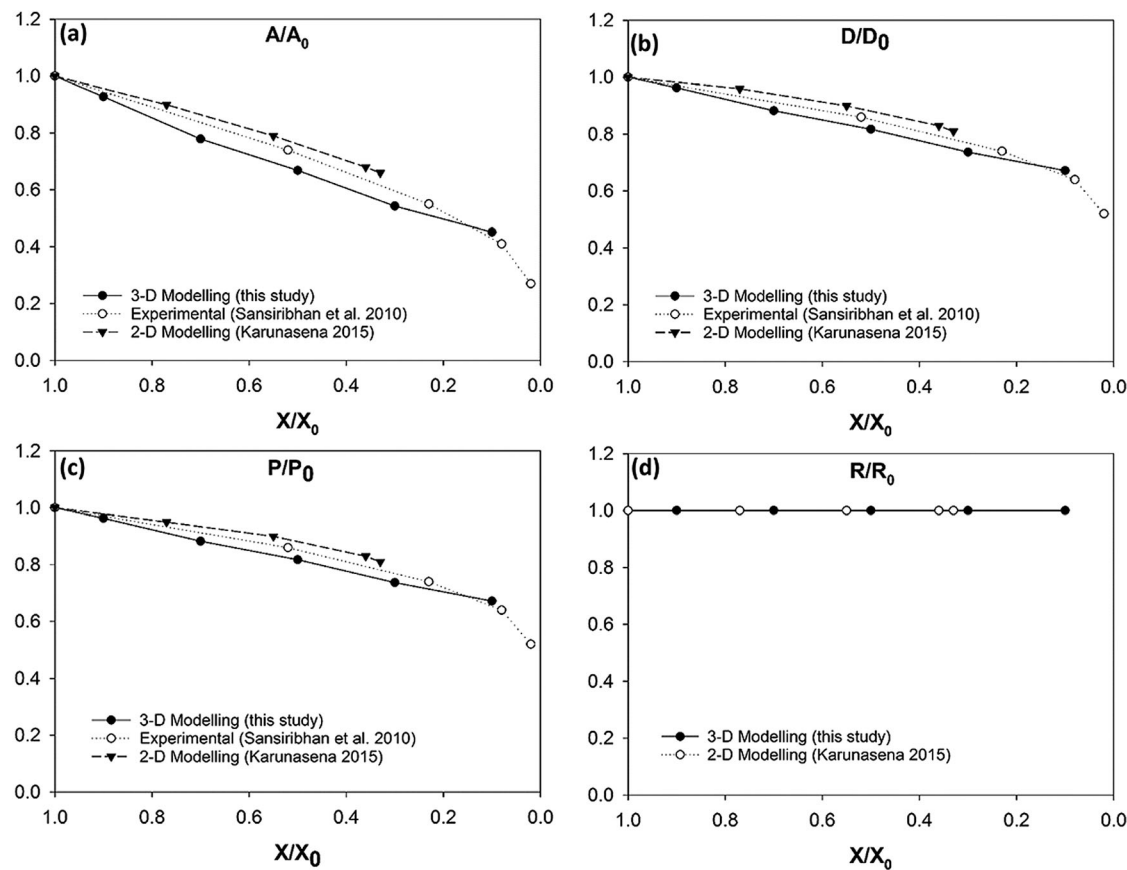 (a) A/A₀
1.2
1.0
0.8
0.6
0.4
0.2
0.0
3-D Modelling (this study)
Experimental (Sansiribhan et al. 2010)
2-D Modelling (Karunasena 2015)
1.0 0.8 0.6 0.4 0.2 0.0
X/X₀
(b) D/D₀
1.2
1.0
0.8
0.6
0.4
0.2
0.0
3-D Modelling (this study)
Experimental (Sansiribhan et al. 2010)
2-D Modelling (Karunasena 2015)
1.0 0.8 0.6 0.4 0.2 0.0
X/X₀
(c) P/P₀
1.2
1.0
0.8
0.6
0.4
0.2
0.0
3-D Modelling (this study)
Experimental (Sansiribhan et al. 2010)
2-D Modelling (Karunasena 2015)
1.0 0.8 0.6 0.4 0.2 0.0
X/X₀
(d) R/R₀
1.2
1.0
0.8
0.6
0.4
0.2
0.0
3-D Modelling (this study)
2-D Modelling (Karunasena 2015)
1.0 0.8 0.6 0.4 0.2 0.0
X/X₀